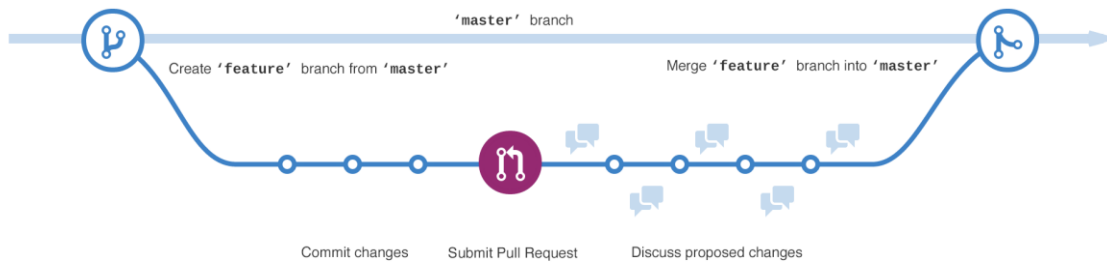 ‘master’ branch
Create ‘feature’ branch from ‘master’
Merge ‘feature’ branch into ‘master’
Commit changes
Submit Pull Request
Discuss proposed changes